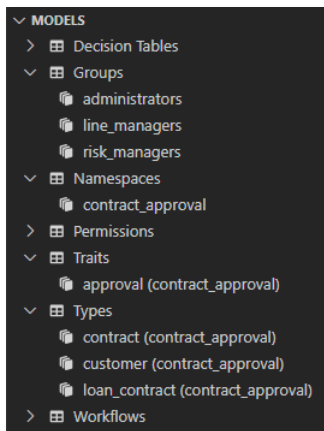 MODELS
Decision Tables
Groups
administrators
line_managers
risk_managers
Namespaces
contract_approval
Permissions
Traits
approval (contract_approval)
Types
contract (contract_approval)
customer (contract_approval)
loan_contract (contract_approval)
Workflows